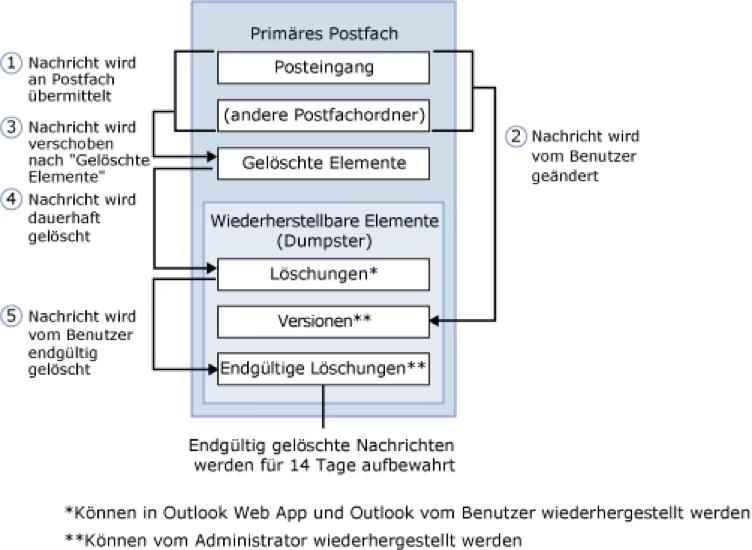 Primäres Postfach
Posteingang
(andere Postfachordner)
Gelöschte Elemente
Wiederherstellbare Elemente
(Dumpster)
Löschungen*
Versionen**
Endgültige Löschungen**
1 Nachricht wird
an Postfach
übermittelt
3 Nachricht wird
verschoben
nach "Gelöschte
Elemente"
4 Nachricht wird
dauerhaft
gelöscht
5 Nachricht wird
vom Benutzer
endgültig
gelöscht
2 Nachricht wird
vom Benutzer
geändert
Endgültig gelöschte Nachrichten
werden für 14 Tage aufbewahrt
*Können in Outlook Web App und Outlook vom Benutzer wiederhergestellt werden
**Können vom Administrator wiederhergestellt werden